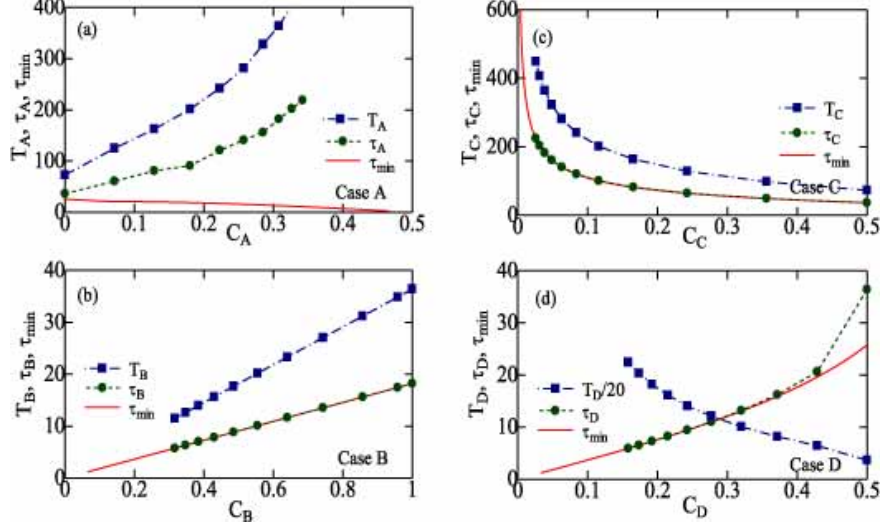 (a)
400
300
200
100
0
T_A, τ_A, τ_min
T_A
τ_A
τ_min
Case A
0 0.1 0.2 0.3 0.4 0.5
C_A
(c)
600
400
200
0
T_C, τ_C, τ_min
T_C
τ_C
τ_min
Case C
0 0.1 0.2 0.3 0.4 0.5
C_C
(b)
40
30
20
10
0
T_B, τ_B, τ_min
T_B
τ_B
τ_min
Case B
0 0.2 0.4 0.6 0.8 1
C_B
(d)
40
30
20
10
0
T_D, τ_D, τ_min
T_D/20
τ_D
τ_min
Case D
0 0.1 0.2 0.3 0.4 0.5
C_D